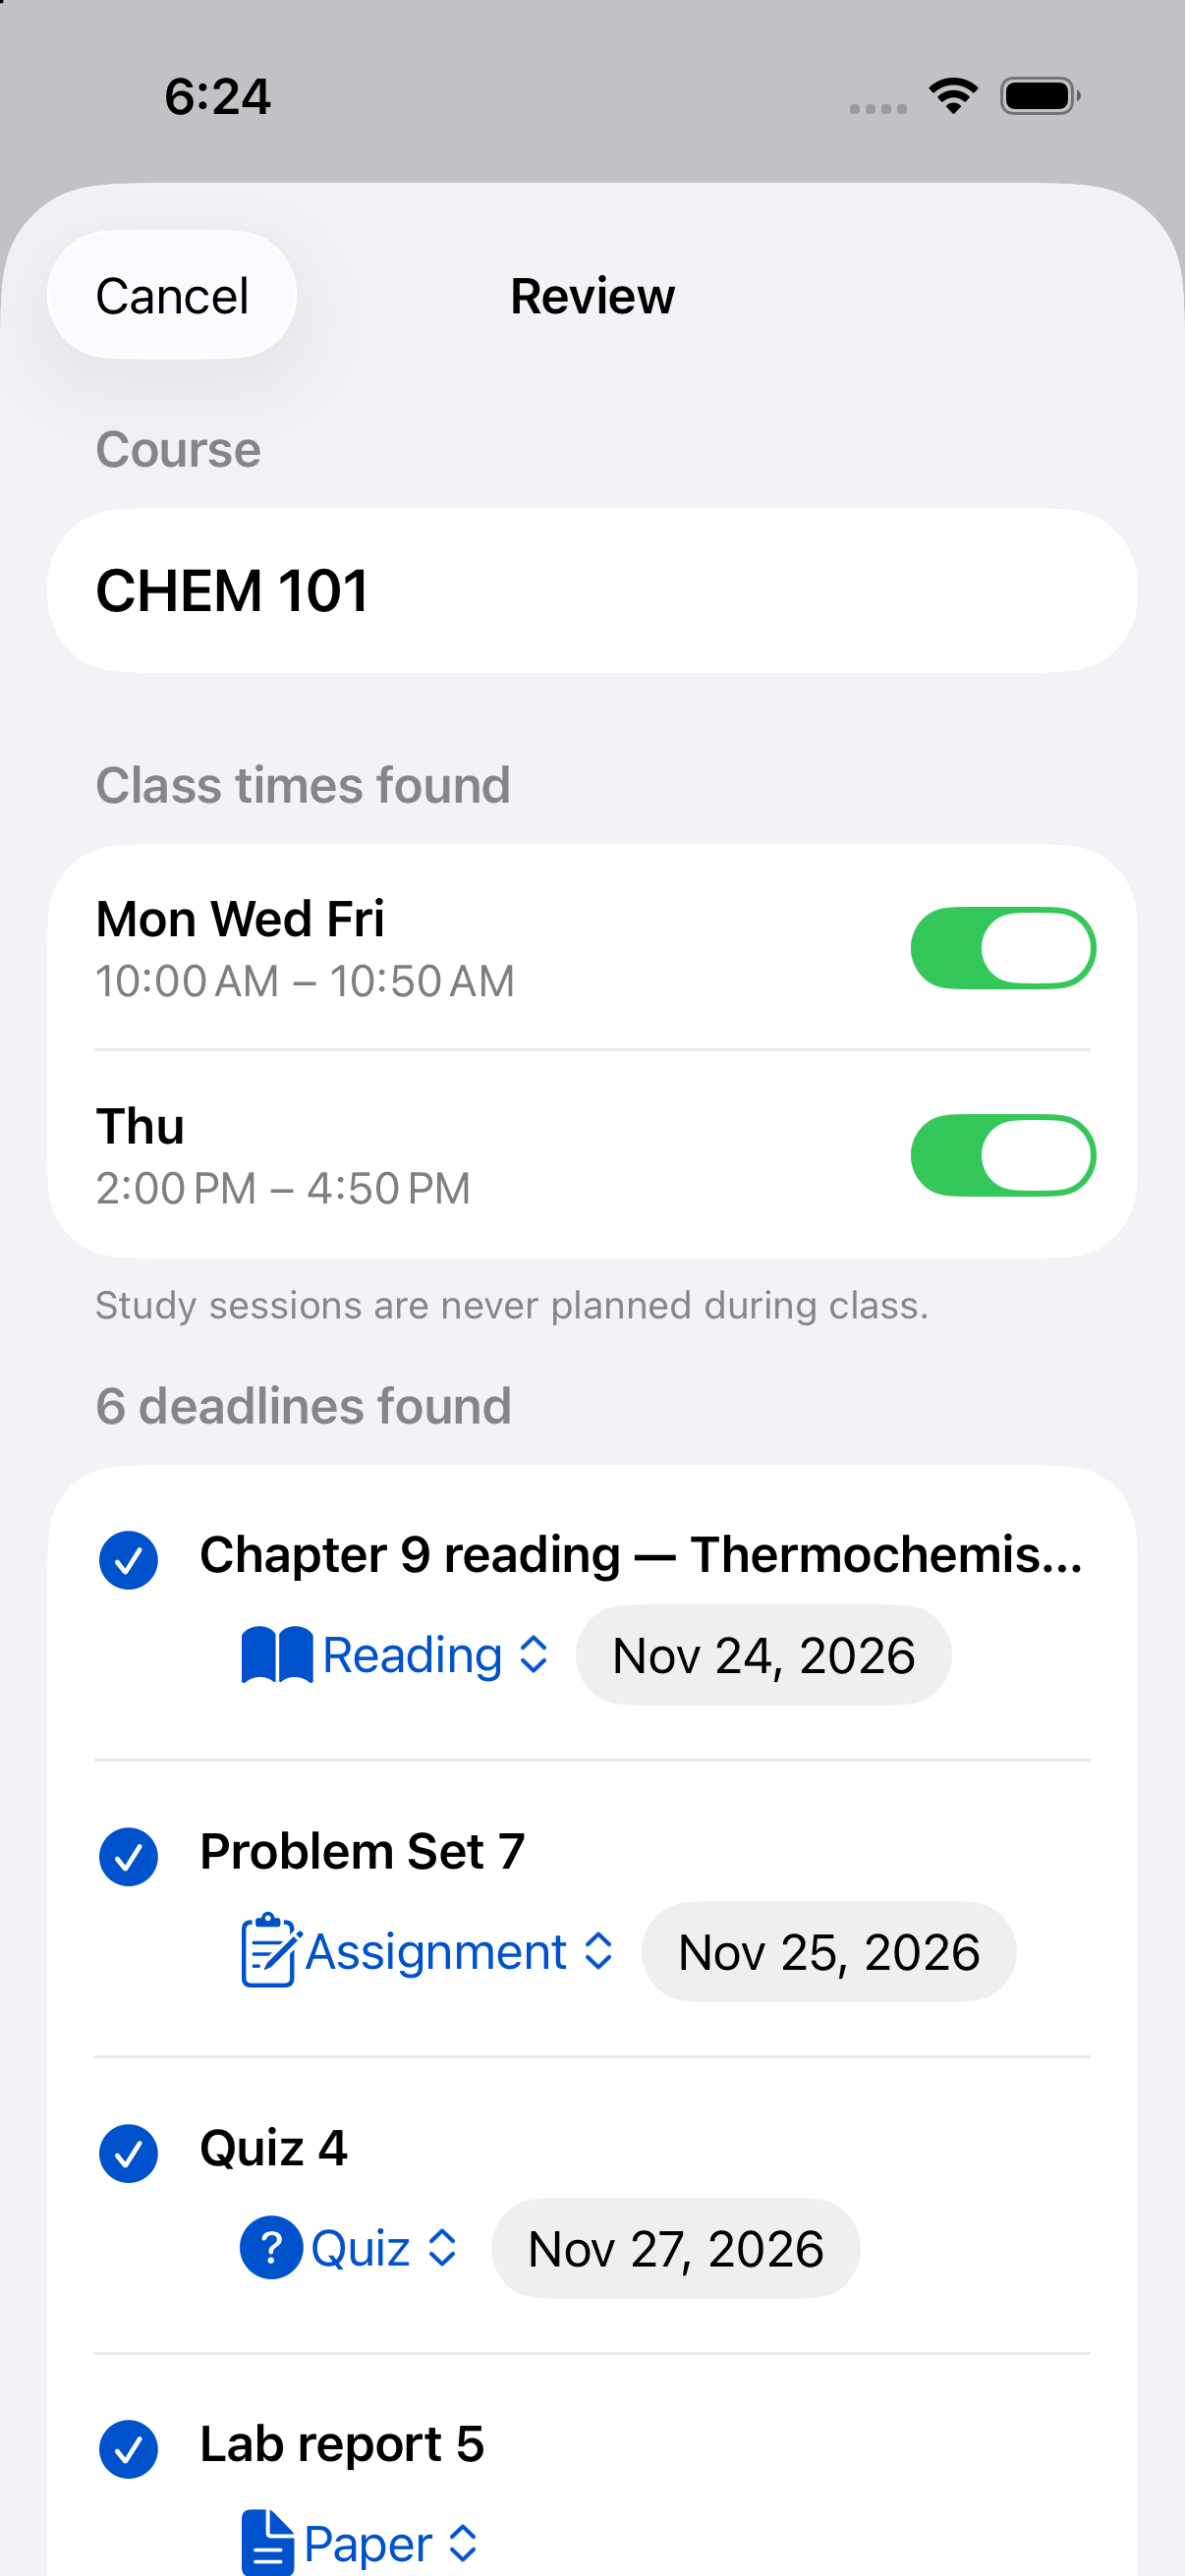 6:24
Cancel
Review
Course
CHEM 101
Class times found
Mon Wed Fri
10:00 AM – 10:50 AM
Thu
2:00 PM – 4:50 PM
Study sessions are never planned during class.
6 deadlines found
Chapter 9 reading — Thermochemis...
Reading
Nov 24, 2026
Problem Set 7
Assignment
Nov 25, 2026
Quiz 4
? Quiz
Nov 27, 2026
Lab report 5
Paper